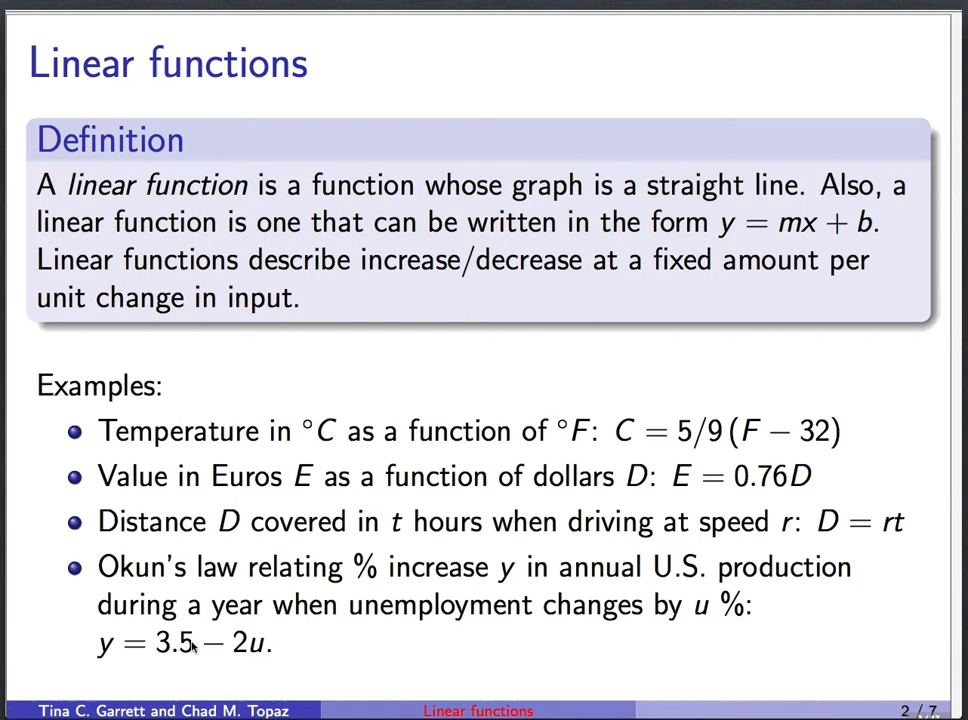 Linear functions
Definition
A linear function is a function whose graph is a straight line. Also, a
linear function is one that can be written in the form y = mx + b.
Linear functions describe increase/decrease at a fixed amount per
unit change in input.
Examples:
Temperature in °C as a function of °F: C = 5/9 (F − 32)
Value in Euros E as a function of dollars D: E = 0.76D
Distance D covered in t hours when driving at speed r: D = rt
Okun's law relating % increase y in annual U.S. production
during a year when unemployment changes by u %:
y = 3.5 − 2u.
Tina C. Garrett and Chad M. Topaz Linear functions 2 / 7